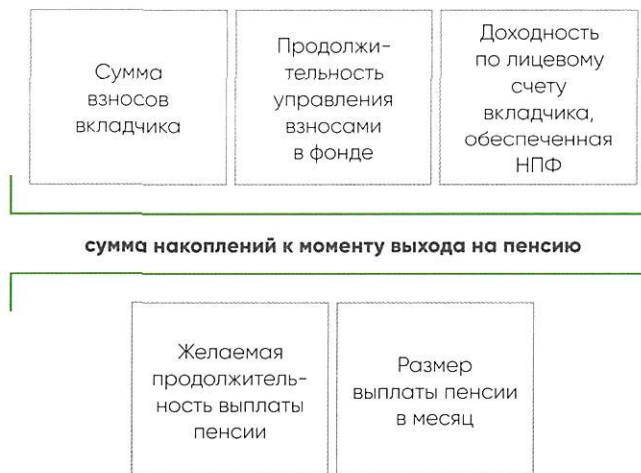 Сумма
взносов
вкладчика
Продолжи-
тельность
управления
взносами
в фонде
Доходность
по лицевому
счету
вкладчика,
обеспеченная
НПФ
сумма накоплений к моменту выхода на пенсию
Желаемая
продолжитель-
ность выплаты
пенсии
Размер
выплаты пенсии
в месяц